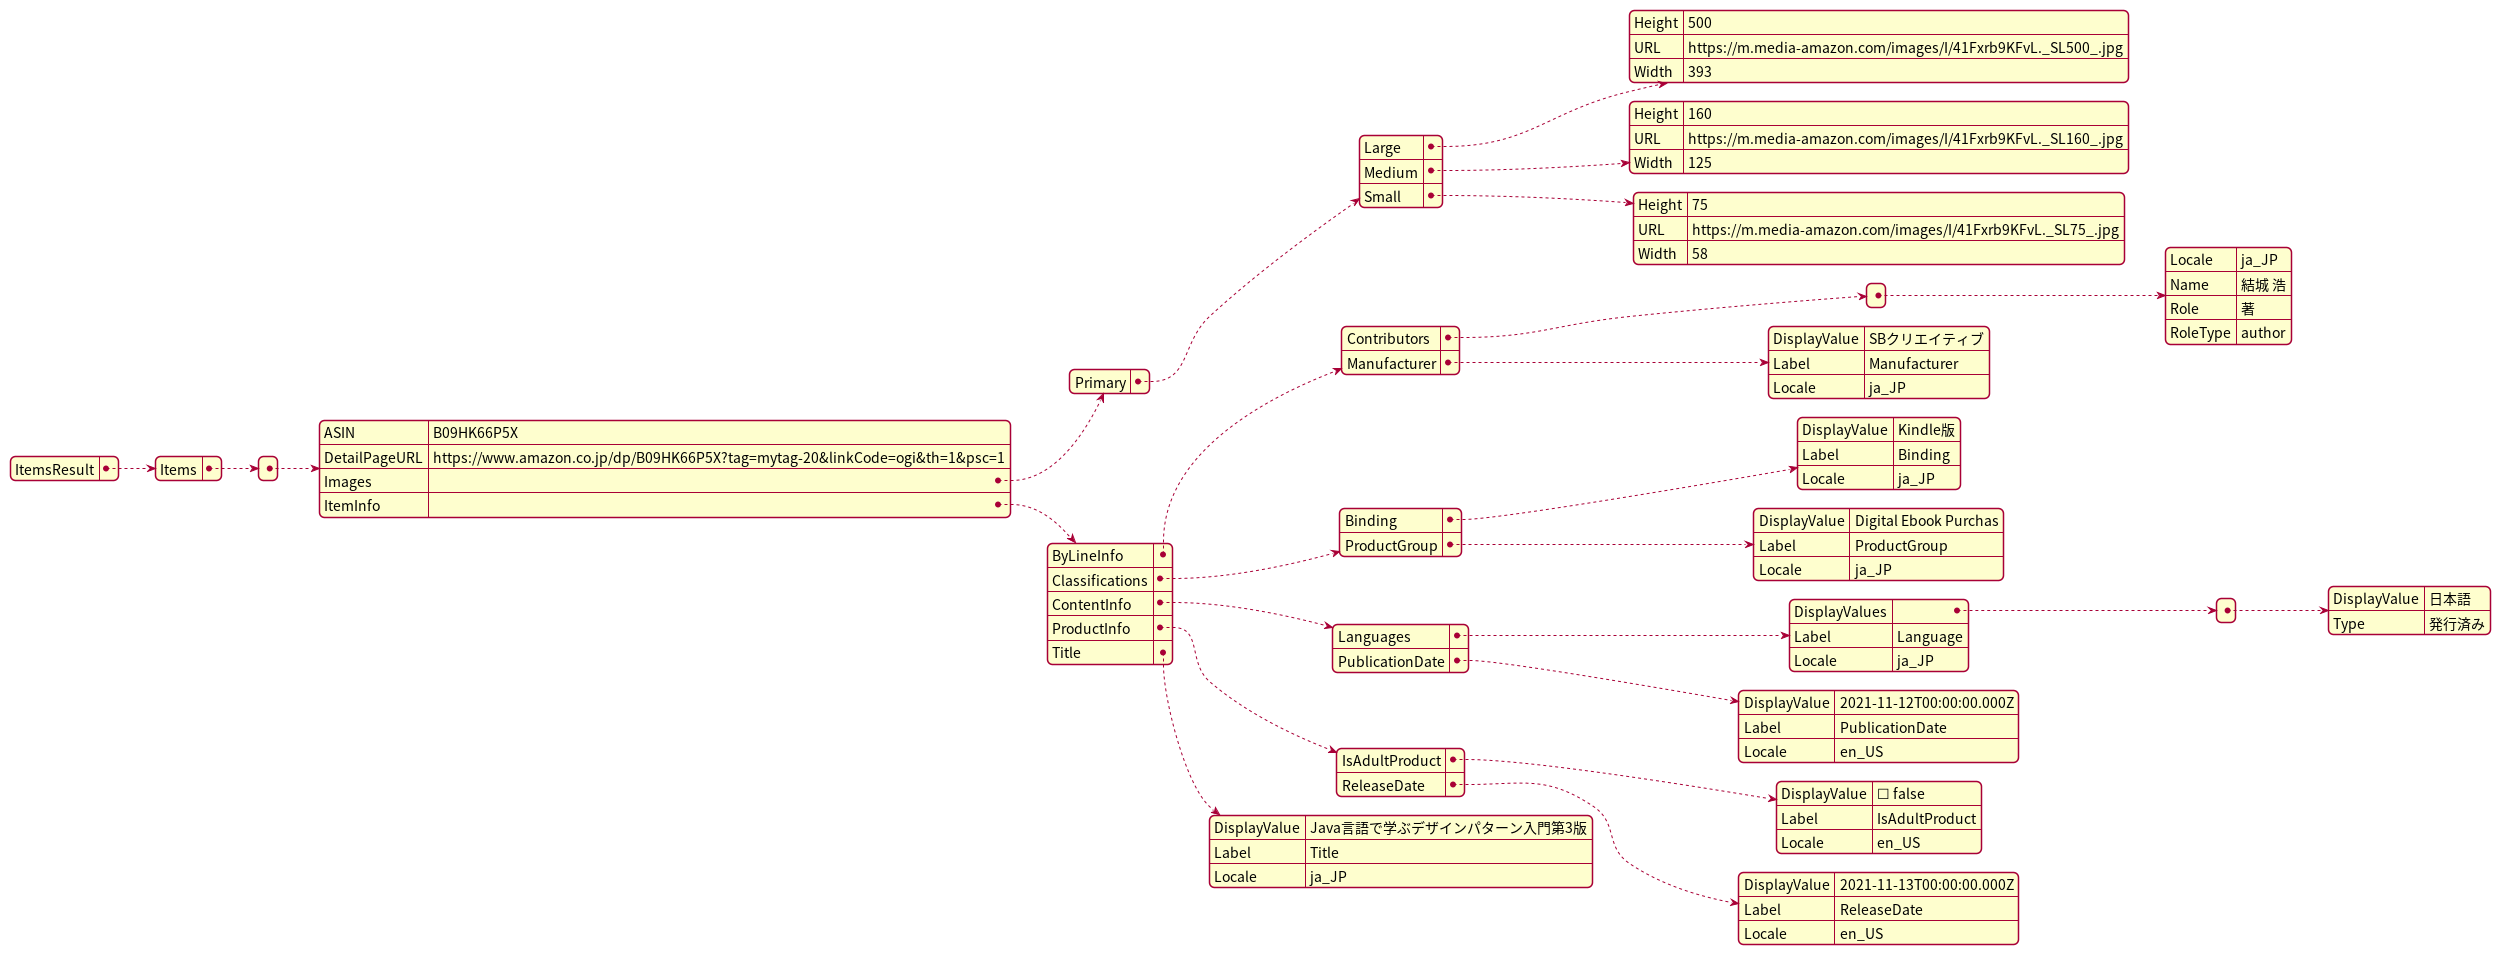 ItemsResult
Items
ASIN B09HK66P5X
DetailPageURL https://www.amazon.co.jp/dp/B09HK66P5X?tag=mytag-20&linkCode=ogi&th=1&psc=1
Images
ItemInfo
Primary
Large
Medium
Small
Height 500
URL https://m.media-amazon.com/images/I/41Fxrb9KFvL._SL500_.jpg
Width 393
Height 160
URL https://m.media-amazon.com/images/I/41Fxrb9KFvL._SL160_.jpg
Width 125
Height 75
URL https://m.media-amazon.com/images/I/41Fxrb9KFvL._SL75_.jpg
Width 58
ByLineInfo
Classifications
ContentInfo
ProductInfo
Title
Contributors
Manufacturer
Locale ja_JP
Name 結城 浩
Role 著
RoleType author
DisplayValue SBクリエイティブ
Label Manufacturer
Locale ja_JP
Binding
ProductGroup
DisplayValue Kindle版
Label Binding
Locale ja_JP
DisplayValue Digital Ebook Purchas
Label ProductGroup
Locale ja_JP
Languages
PublicationDate
DisplayValues
Label Language
Locale ja_JP
DisplayValue 日本語
Type 発行済み
DisplayValue 2021-11-12T00:00:00.000Z
Label PublicationDate
Locale en_US
IsAdultProduct
ReleaseDate
DisplayValue ☐ false
Label IsAdultProduct
Locale en_US
DisplayValue 2021-11-13T00:00:00.000Z
Label ReleaseDate
Locale en_US
DisplayValue Java言語で学ぶデザインパターン入門第3版
Label Title
Locale ja_JP